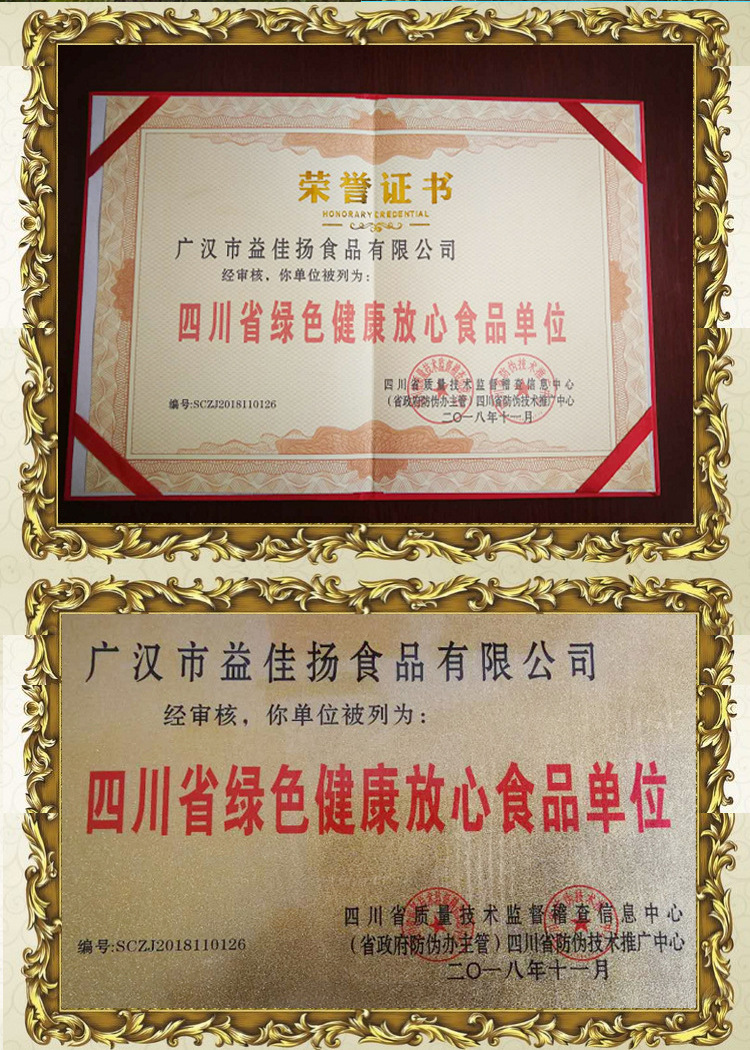 荣誉证书
HONORARY CREDENTIAL
广汉市益佳扬食品有限公司
经审核，你单位被列为：
四川省绿色健康放心食品单位
四川省质量技术监督稽查信息中心
编号:SCZJ2018110126
（省政府防伪办主管）四川省防伪技术推广中心
二〇一八年十一月
广汉市益佳扬食品有限公司
经审核，你单位被列为：
四川省绿色健康放心食品单位
四川省质量技术监督稽查信息中心
编号:SCZJ2018110126
（省政府防伪办主管）四川省防伪技术推广中心
二〇一八年十一月